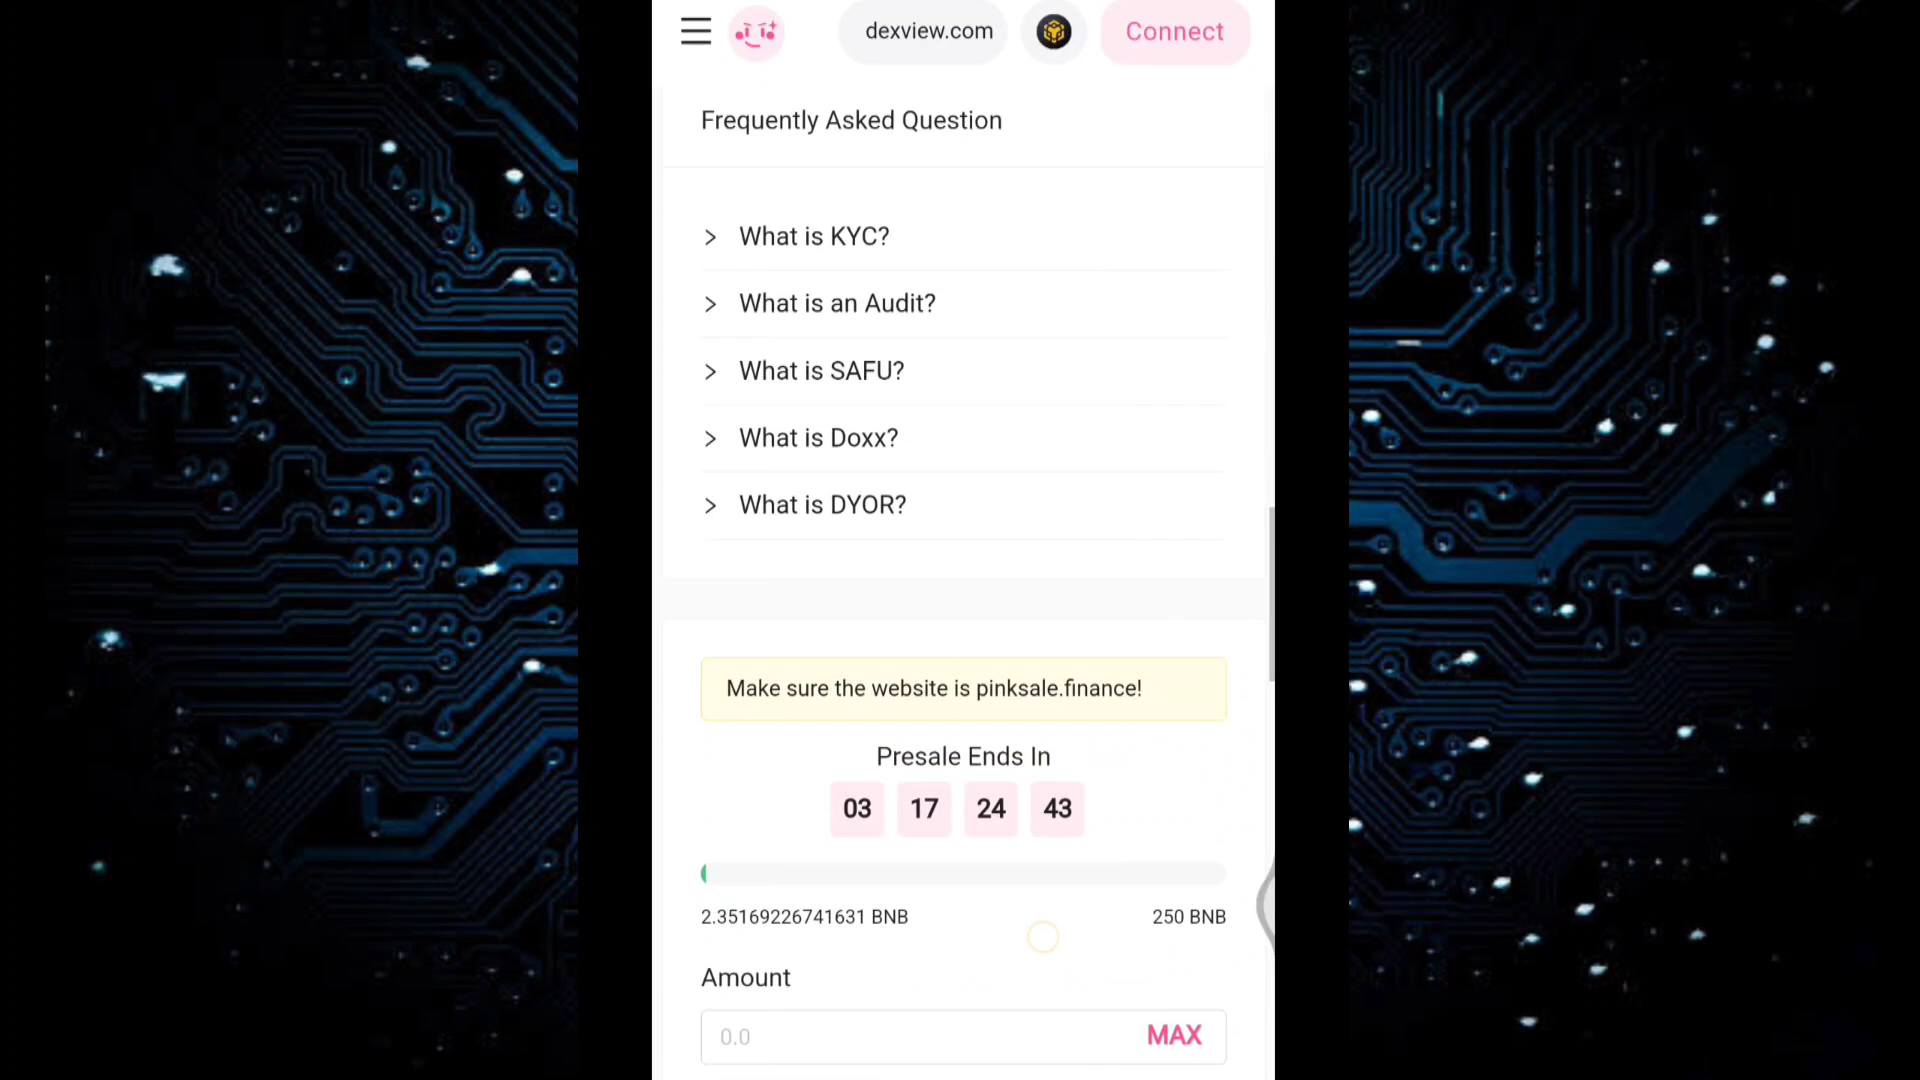 dexview.com
Connect
Frequently Asked Question
What is KYC?
What is an Audit?
What is SAFU?
What is Doxx?
What is DYOR?
Make sure the website is pinksale.finance!
Presale Ends In
03 17 24 43
2.35169226741631 BNB 250 BNB
Amount
0.0 MAX